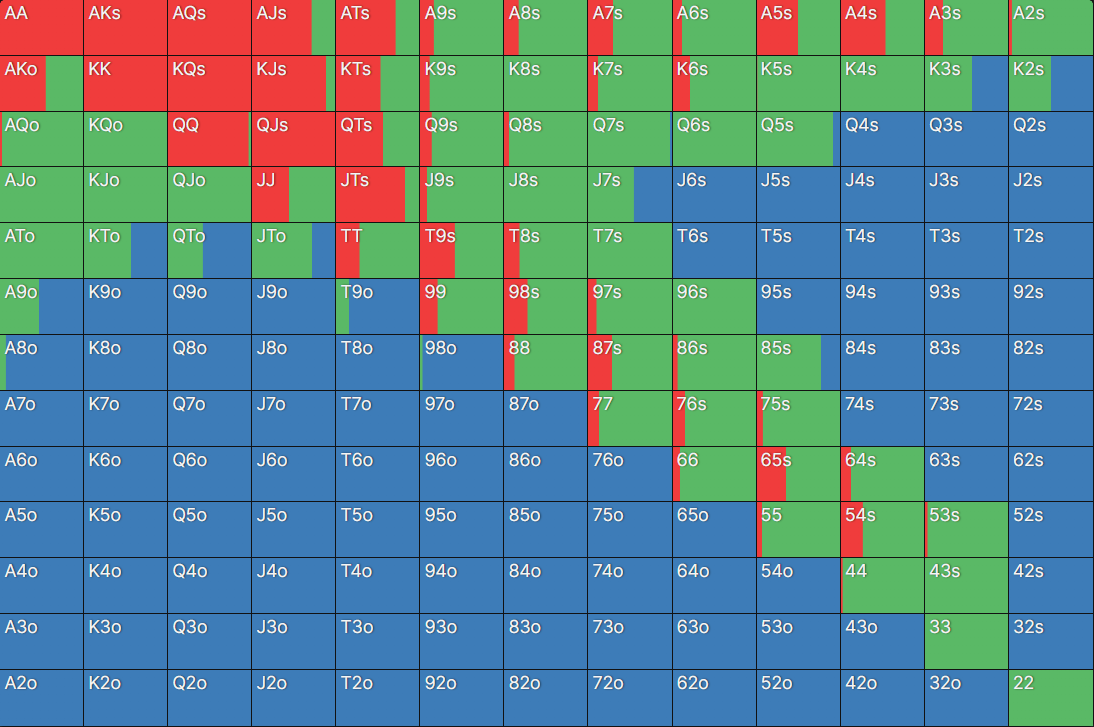 AA AKs AQs AJs ATs A9s A8s A7s A6s A5s A4s A3s A2s
AKo KK KQs KJs KTs K9s K8s K7s K6s K5s K4s K3s K2s
AQo KQo QQ QJs QTs Q9s Q8s Q7s Q6s Q5s Q4s Q3s Q2s
AJo KJo QJo JJ JTs J9s J8s J7s J6s J5s J4s J3s J2s
ATo KTo QTo JTo TT T9s T8s T7s T6s T5s T4s T3s T2s
A9o K9o Q9o J9o T9o 99 98s 97s 96s 95s 94s 93s 92s
A8o K8o Q8o J8o T8o 98o 88 87s 86s 85s 84s 83s 82s
A7o K7o Q7o J7o T7o 97o 87o 77 76s 75s 74s 73s 72s
A6o K6o Q6o J6o T6o 96o 86o 76o 66 65s 64s 63s 62s
A5o K5o Q5o J5o T5o 95o 85o 75o 65o 55 54s 53s 52s
A4o K4o Q4o J4o T4o 94o 84o 74o 64o 54o 44 43s 42s
A3o K3o Q3o J3o T3o 93o 83o 73o 63o 53o 43o 33 32s
A2o K2o Q2o J2o T2o 92o 82o 72o 62o 52o 42o 32o 22